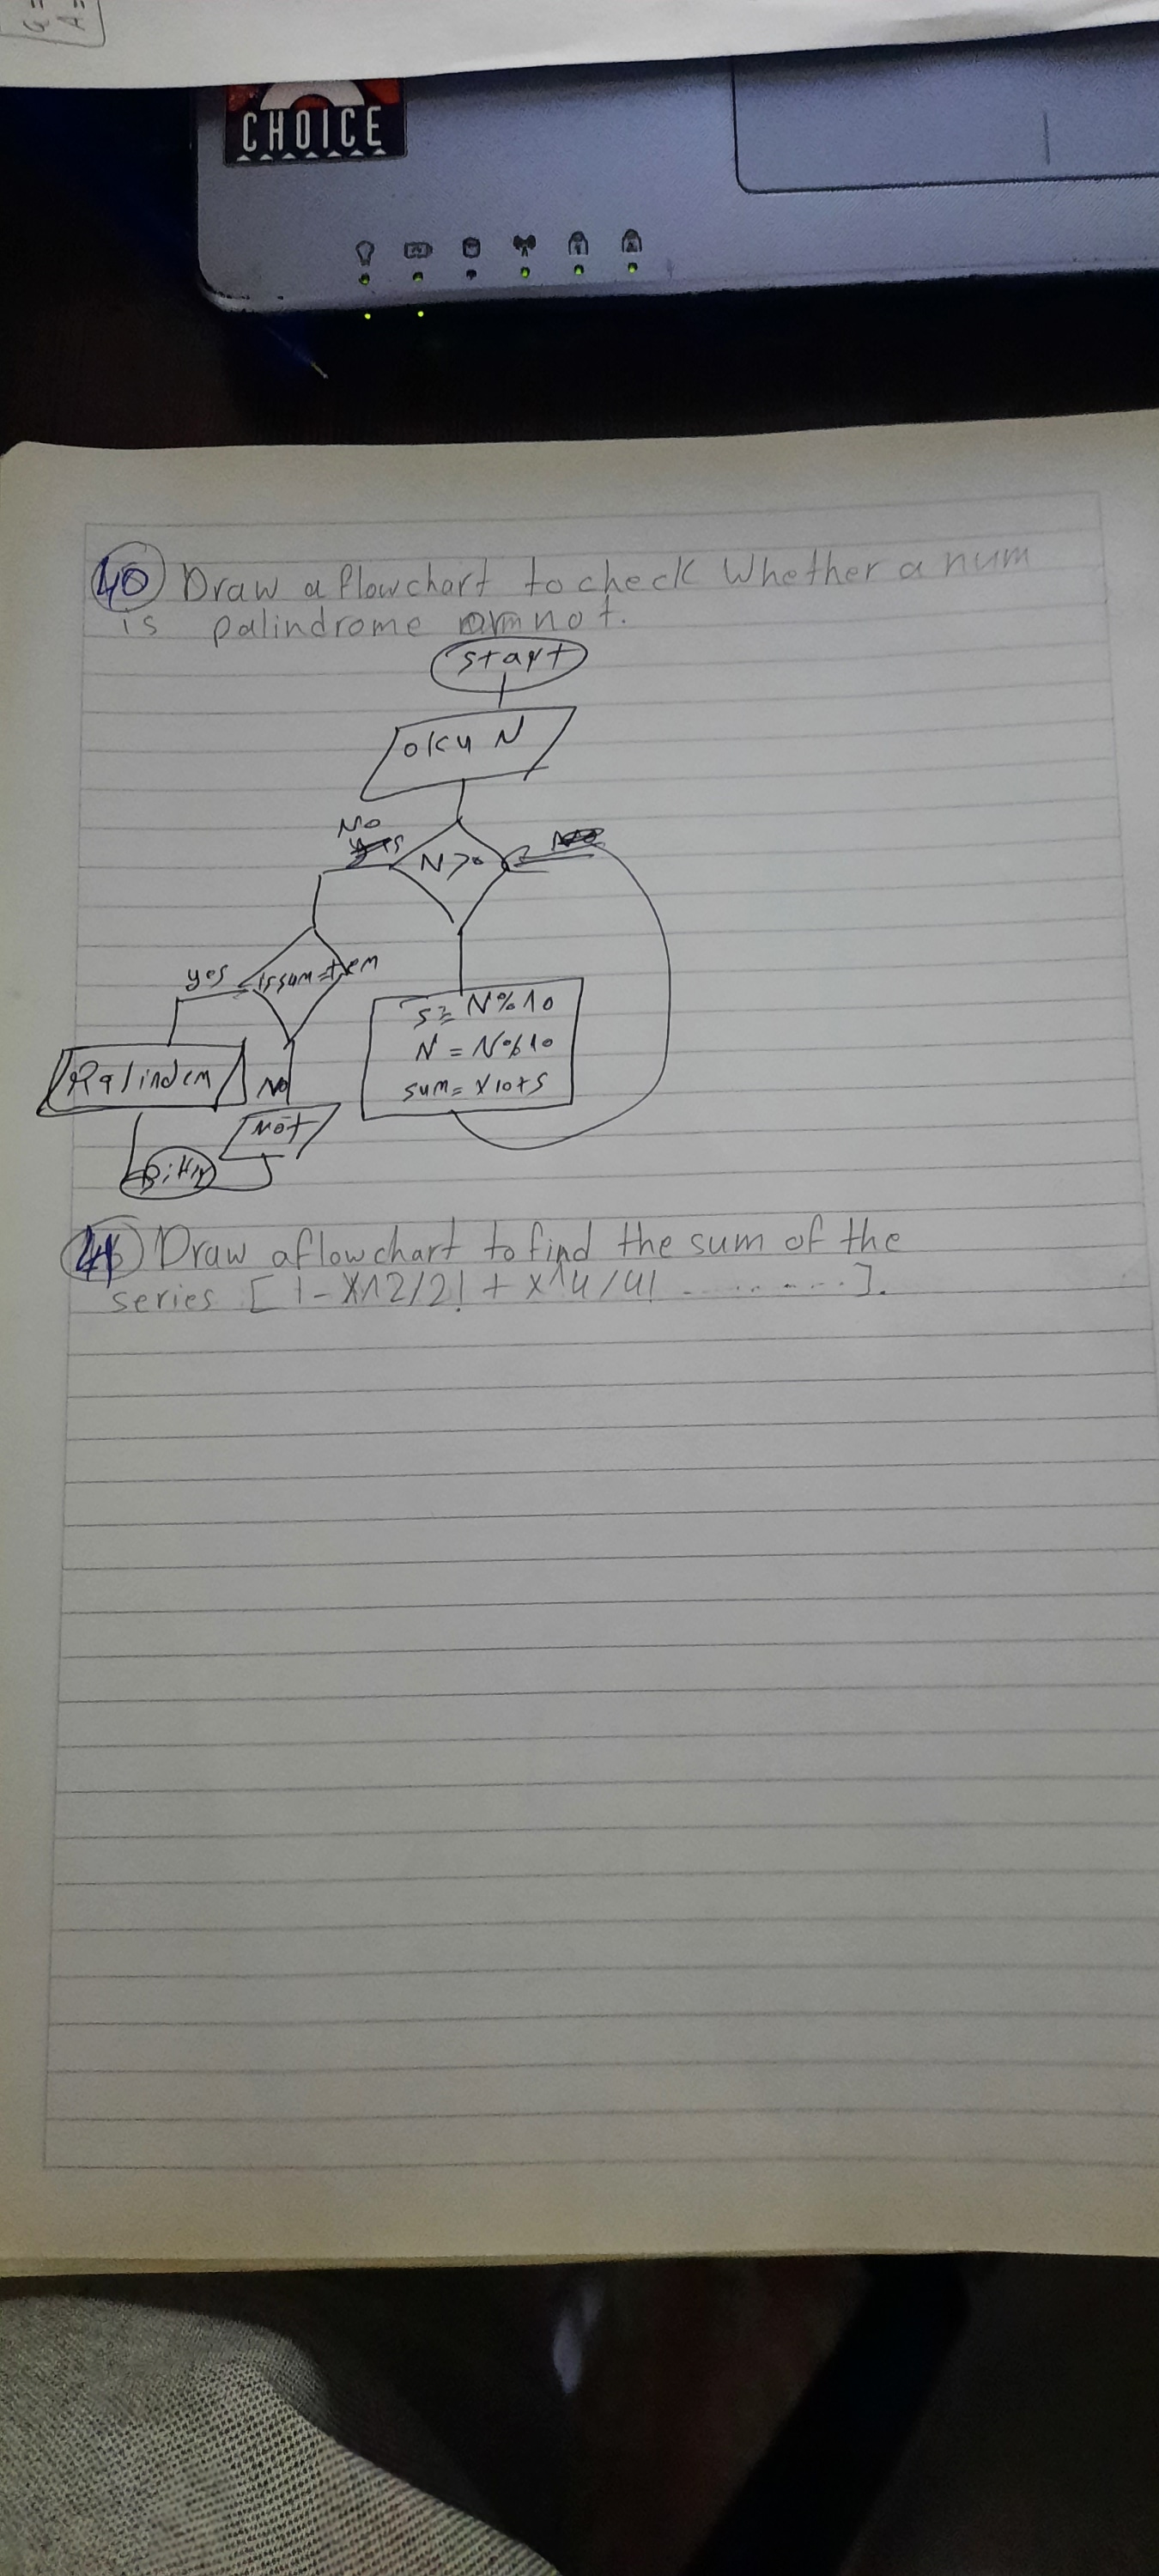 G =
A =
CHOICE
40 Draw a flowchart to check Whether a num
is palindrome not.
start
oku N
No
N>0
yes
is sum=tem
S= N%10
N = N%10
sum= x10+S
Palindem
No
Not
Bitiş
41 Draw a flowchart to find the sum of the
series [1-X^2/2!+x^4/4! ..........].